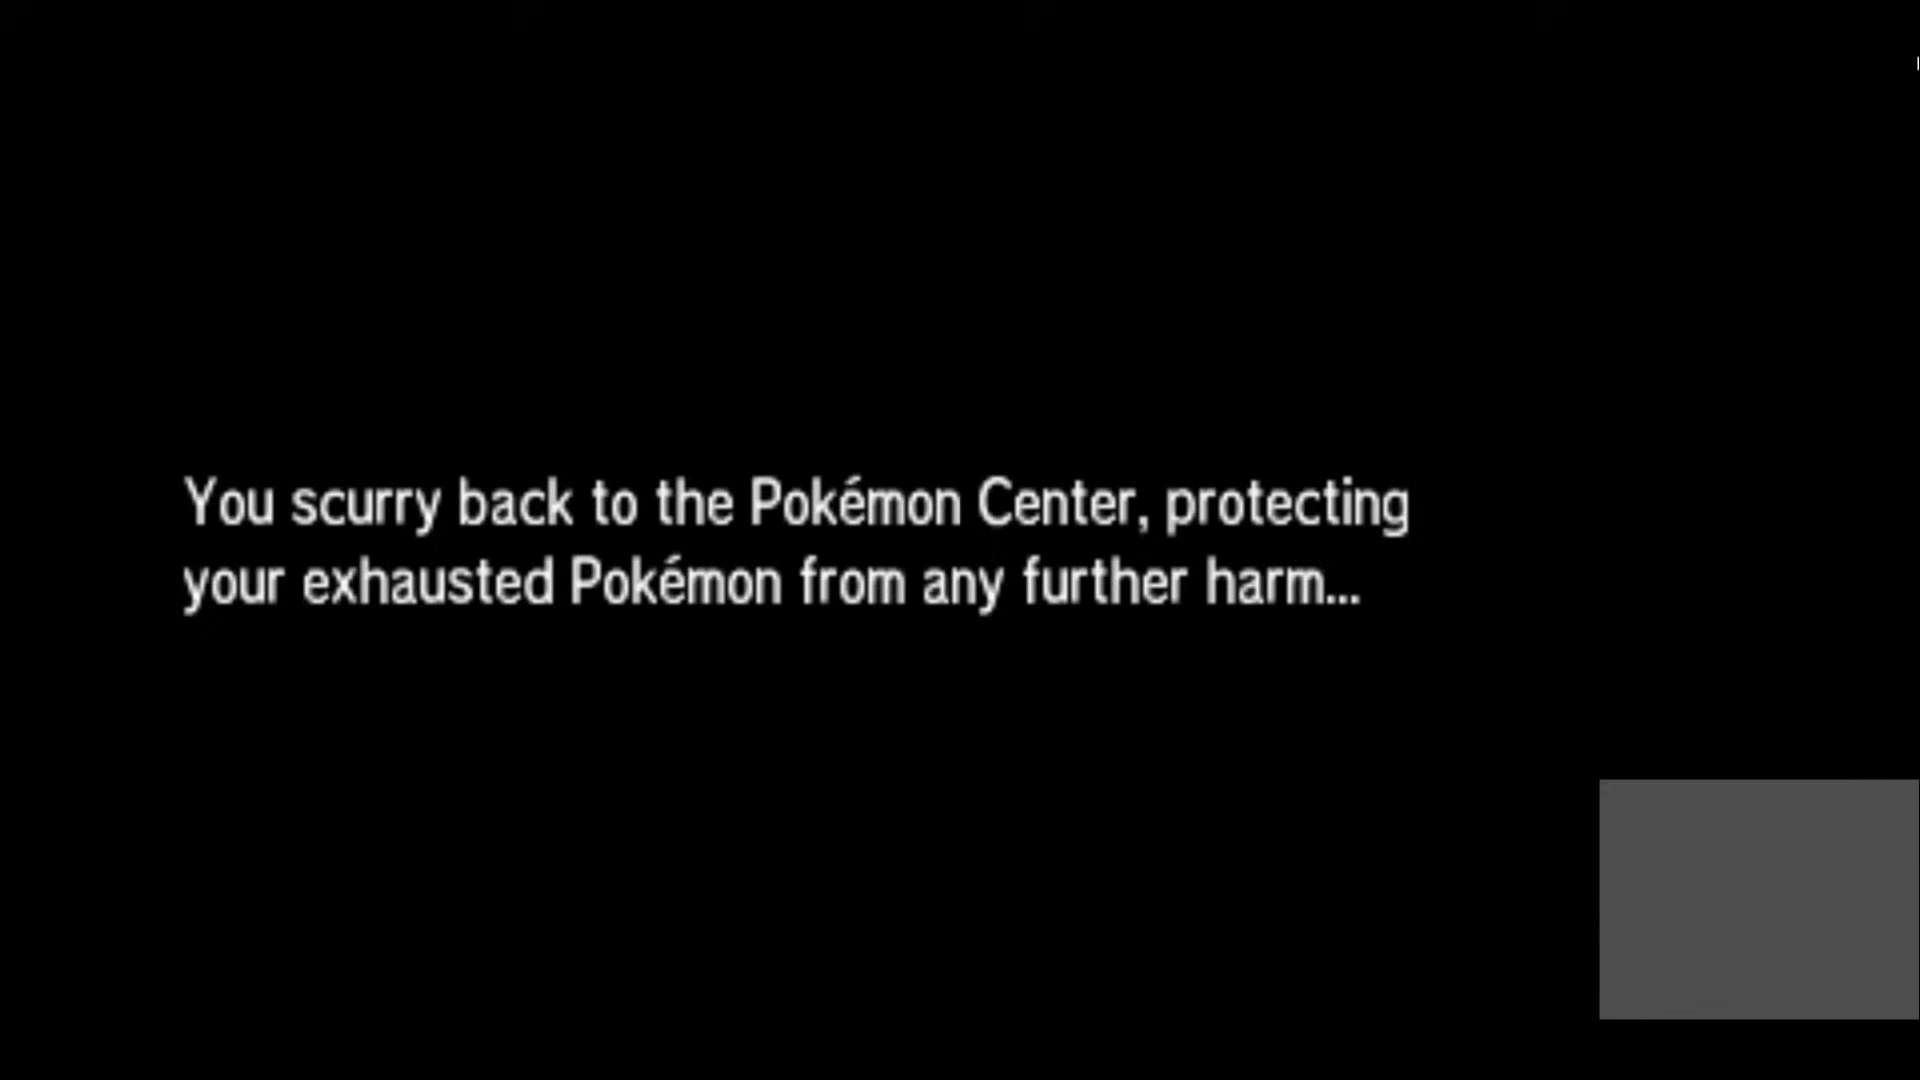 You scurry back to the Pokémon Center, protecting
your exhausted Pokémon from any further harm...